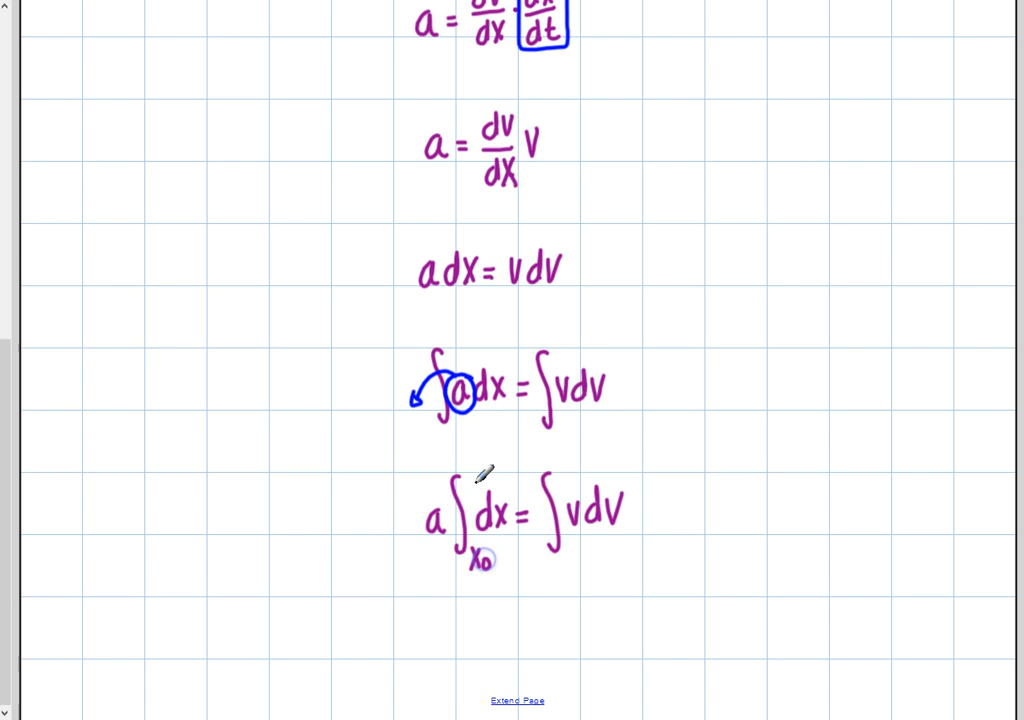 a = dv/dx · dx/dt
a = dv/dx v
a dx = v dv
∫ a dx = ∫ v dv
a ∫x₀ dx = ∫ v dv
Extend Page